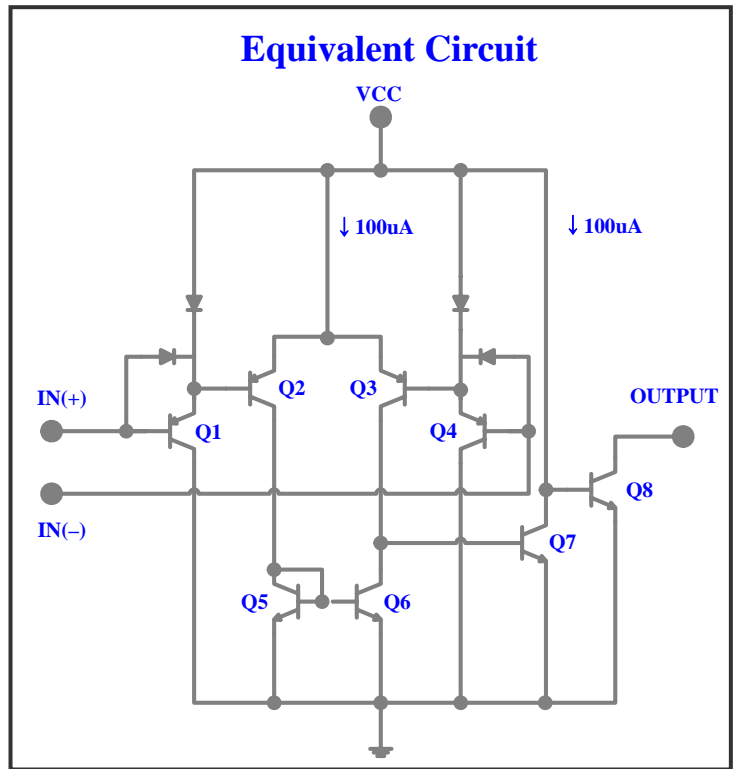 Equivalent Circuit
VCC
↓ 100uA
↓ 100uA
Q2
Q3
IN(+)
OUTPUT
Q1
Q4
Q8
IN(–)
Q7
Q5
Q6